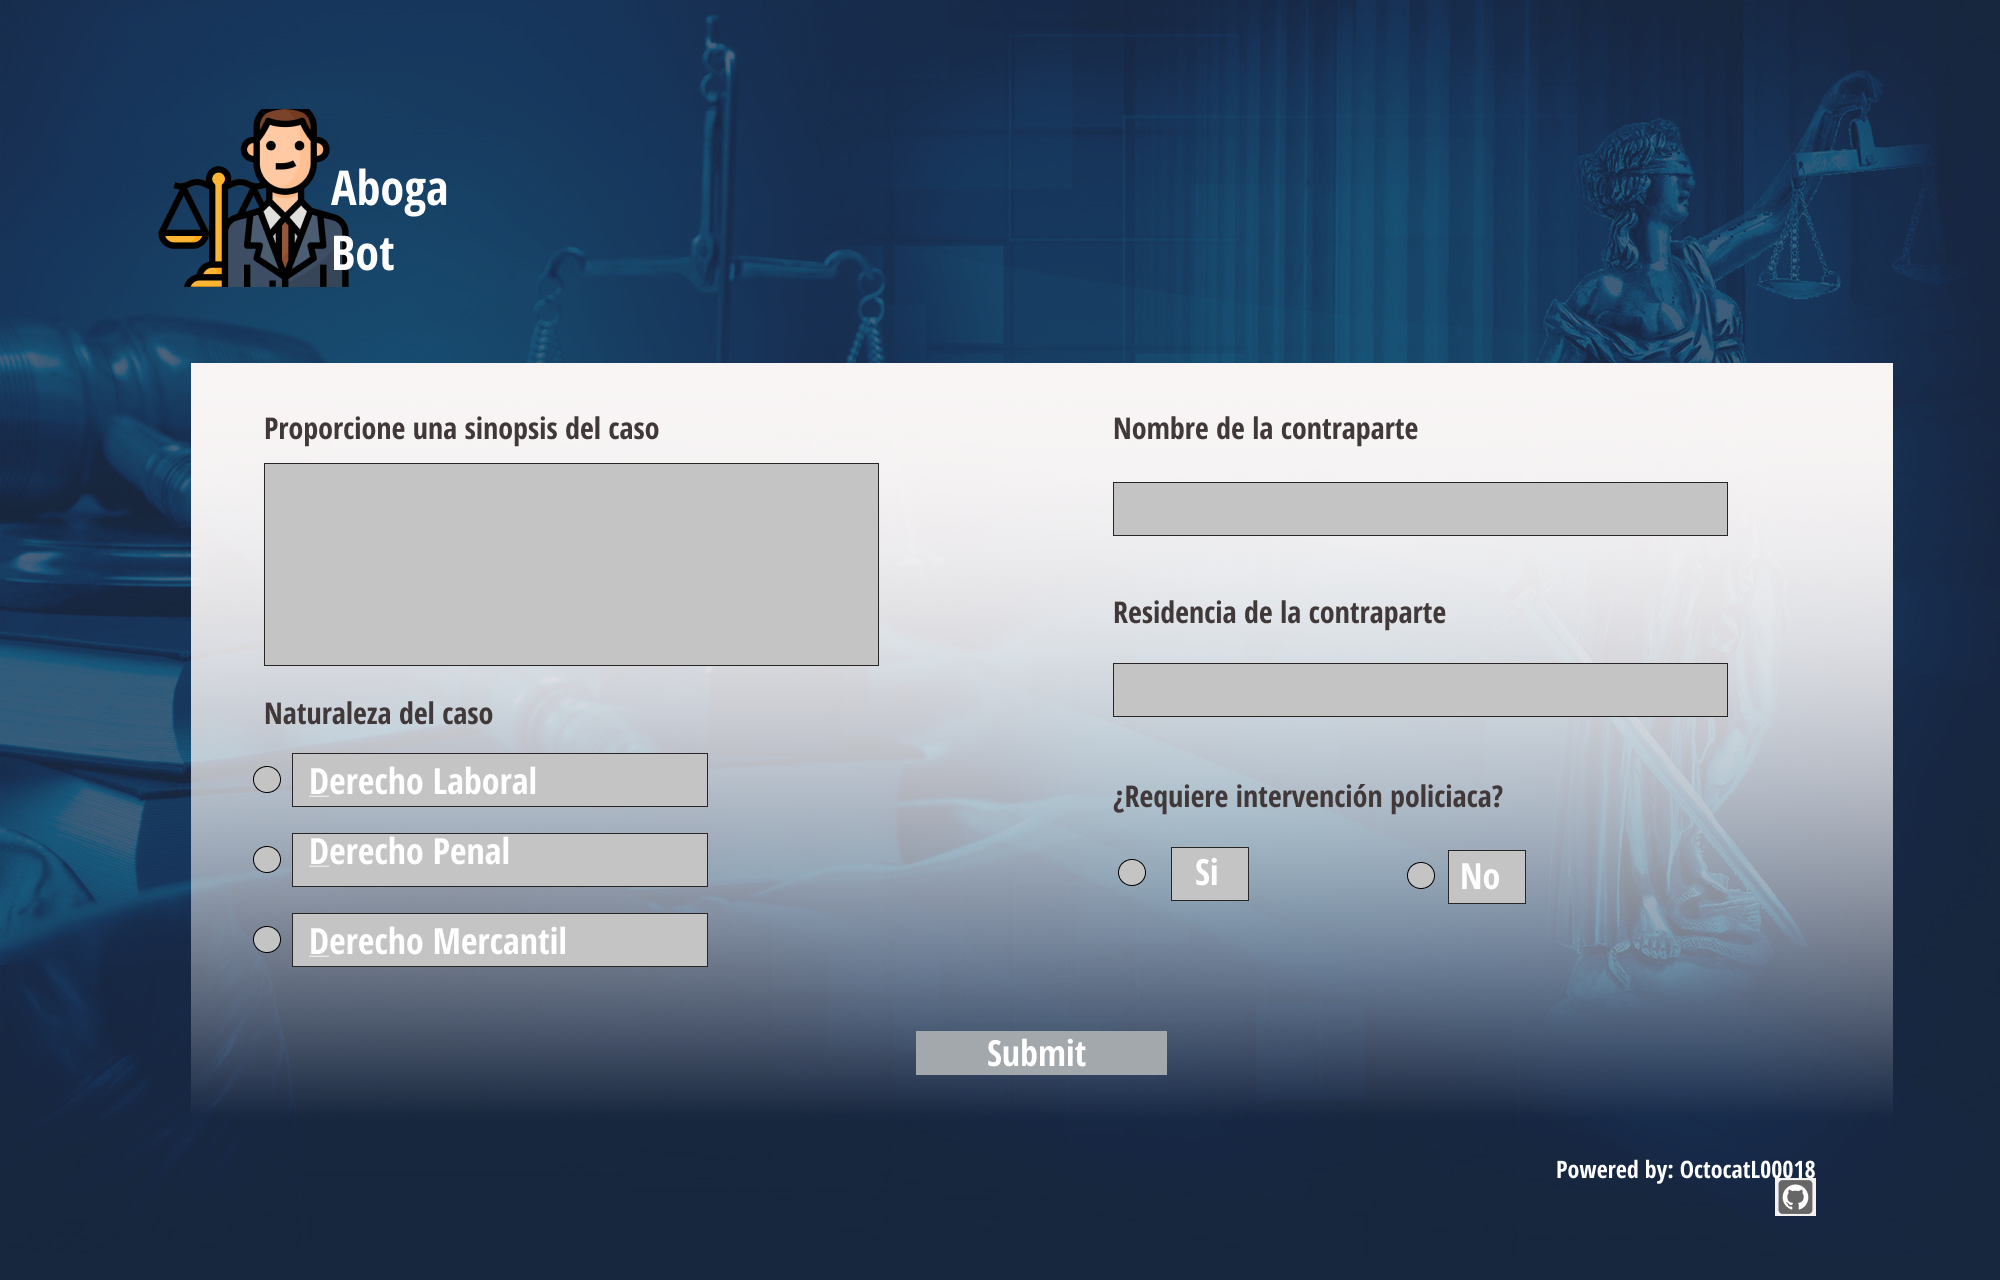 Aboga
Bot
Proporcione una sinopsis del caso
Naturaleza del caso
Derecho Laboral
Derecho Penal
Derecho Mercantil
Nombre de la contraparte
Residencia de la contraparte
¿Requiere intervención policiaca?
Si
No
Submit
Powered by: OctocatL00018